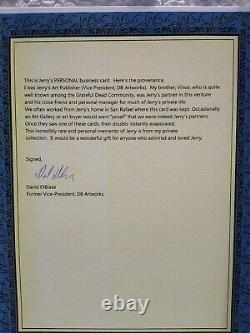 This is Jerry's PERSONAL business card. Here's the provenance.
I was Jerry's Art Publisher (Vice President, DB Artworks). My brother, Vince, who is quite
well known among the Grateful Dead Community, was Jerry's partner in this venture
and his close friend and personal manager for much of Jerry's private life.
We often worked from Jerry's home in San Rafael where this card was kept. Occasionally
an Art Gallery or art buyer would want "proof" that we were indeed Jerry's partners.
Once they saw one of these cards, their doubts instantly evaporated.
This incredibly rare and personal memento of Jerry is from my private
collection. It would be a wonderful gift for anyone who admired and loved Jerry.
Signed,
David DiBiase
Former Vice-President, DB Artworks